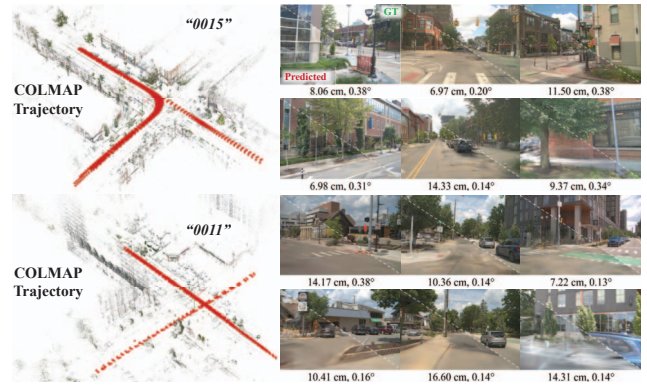 "0015"
COLMAP
Trajectory
GT
Predicted
8.06 cm, 0.38°
6.97 cm, 0.20°
11.50 cm, 0.38°
6.98 cm, 0.31°
14.33 cm, 0.14°
9.37 cm, 0.34°
"0011"
COLMAP
Trajectory
14.17 cm, 0.38°
10.36 cm, 0.14°
7.22 cm, 0.13°
10.41 cm, 0.16°
16.60 cm, 0.14°
14.31 cm, 0.14°